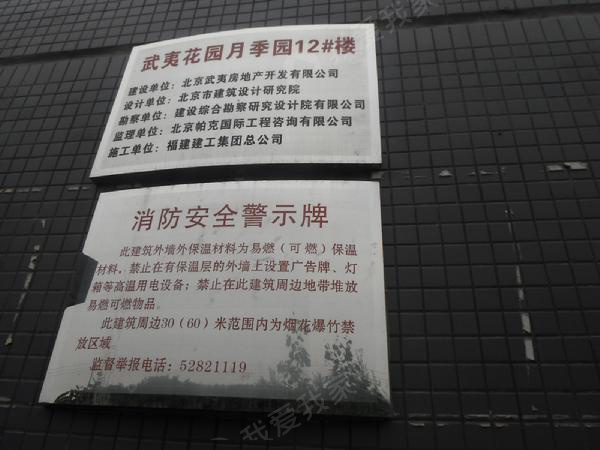 武夷花园月季园12#楼
建设单位：北京武夷房地产开发有限公司
设计单位：北京市建筑设计研究院
勘察单位：建设综合勘察研究设计院有限公司
监理单位：北京帕克国际工程咨询有限公司
施工单位：福建建工集团总公司
消防安全警示牌
此建筑外墙外保温材料为易燃（可燃）保温
材料，禁止在有保温层的外墙上设置广告牌、灯
箱等高温用电设备；禁止在此建筑周边地带堆放
易燃可燃物品。
此建筑周边30（60）米范围内为烟花爆竹禁
放区域
监督举报电话：52821119
我爱我家
我爱我家